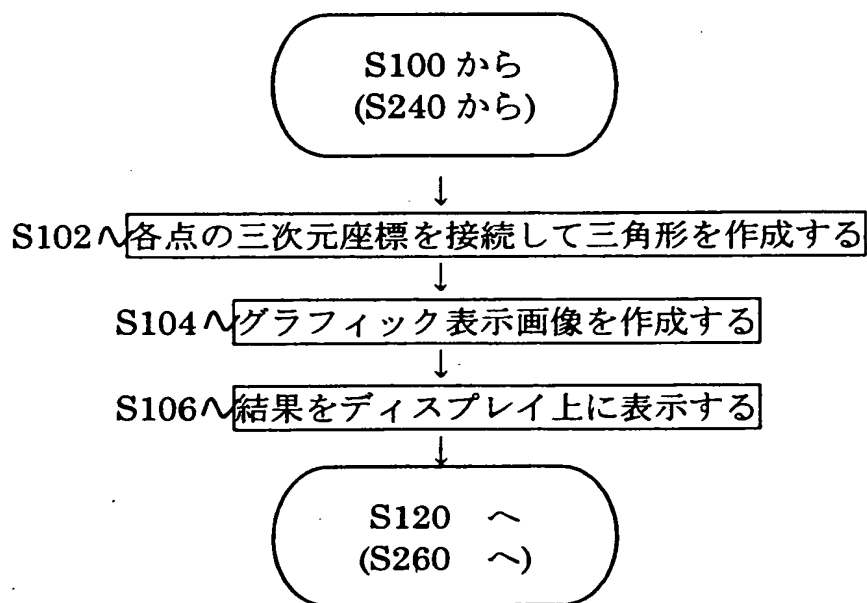 S100 から
(S240 から)
↓
S102 各点の三次元座標を接続して三角形を作成する
↓
S104 グラフィック表示画像を作成する
↓
S106 結果をディスプレイ上に表示する
↓
S120 へ
(S260 へ)